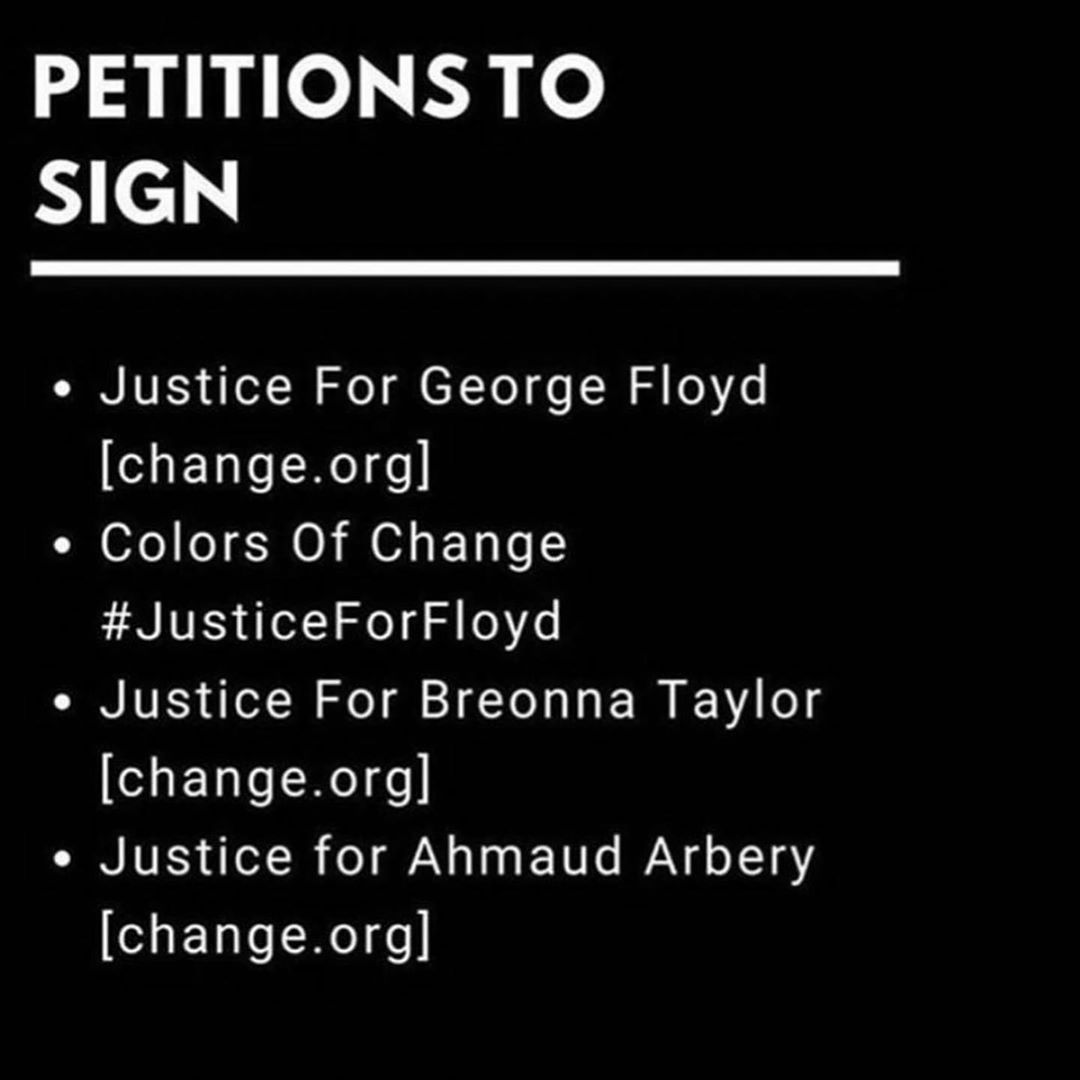 PETITIONS TO
SIGN
• Justice For George Floyd
[change.org]
• Colors Of Change
#JusticeForFloyd
• Justice For Breonna Taylor
[change.org]
• Justice for Ahmaud Arbery
[change.org]